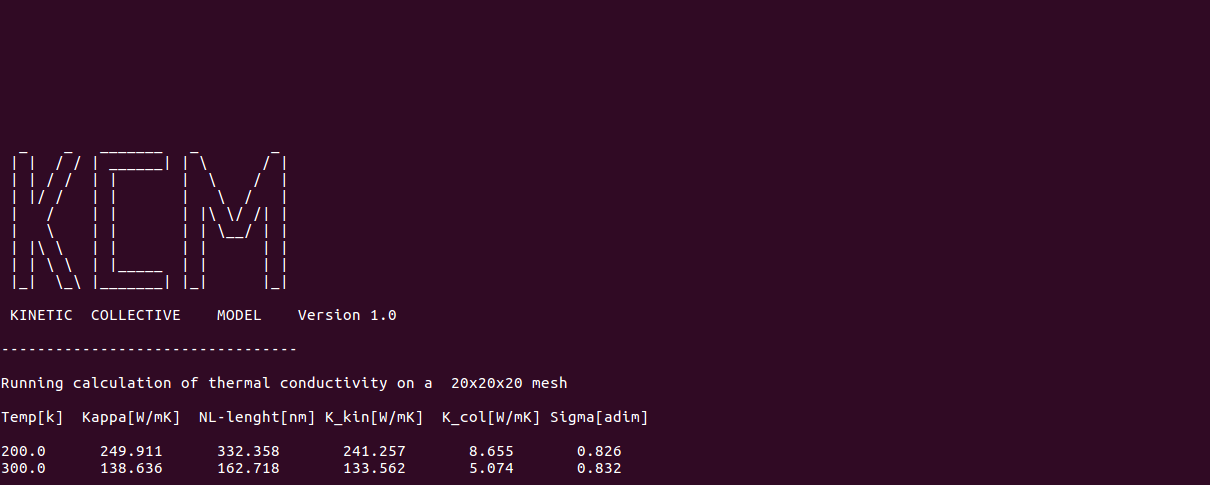 KINETIC  COLLECTIVE    MODEL    Version 1.0
---------------------------------
Running calculation of thermal conductivity on a  20x20x20 mesh
Temp[k]  Kappa[W/mK]  NL-lenght[nm] K_kin[W/mK]  K_col[W/mK] Sigma[adim]
200.0      249.911      332.358       241.257       8.655       0.826
300.0      138.636      162.718       133.562       5.074       0.832